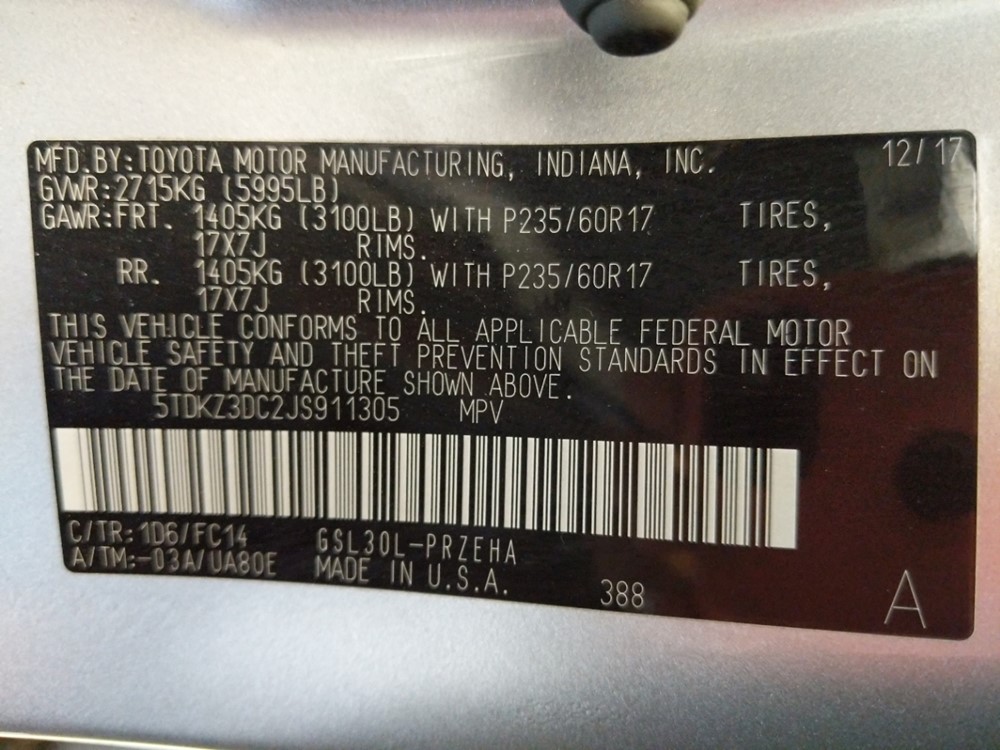 MFD.BY:TOYOTA MOTOR MANUFACTURING, INDIANA, INC. 12/17
GVWR:2715KG (5995LB)
GAWR:FRT. 1405KG (3100LB) WITH P235/60R17 TIRES,
17X7J RIMS.
RR. 1405KG (3100LB) WITH P235/60R17 TIRES,
17X7J RIMS.
THIS VEHICLE CONFORMS TO ALL APPLICABLE FEDERAL MOTOR
VEHICLE SAFETY AND THEFT PREVENTION STANDARDS IN EFFECT ON
THE DATE OF MANUFACTURE SHOWN ABOVE.
5TDKZ3DC2JS911305 MPV
C/TR:1D6/FC14 GSL30L-PRZEHA
A/TM:-03A/UA80E MADE IN U.S.A. 388
A